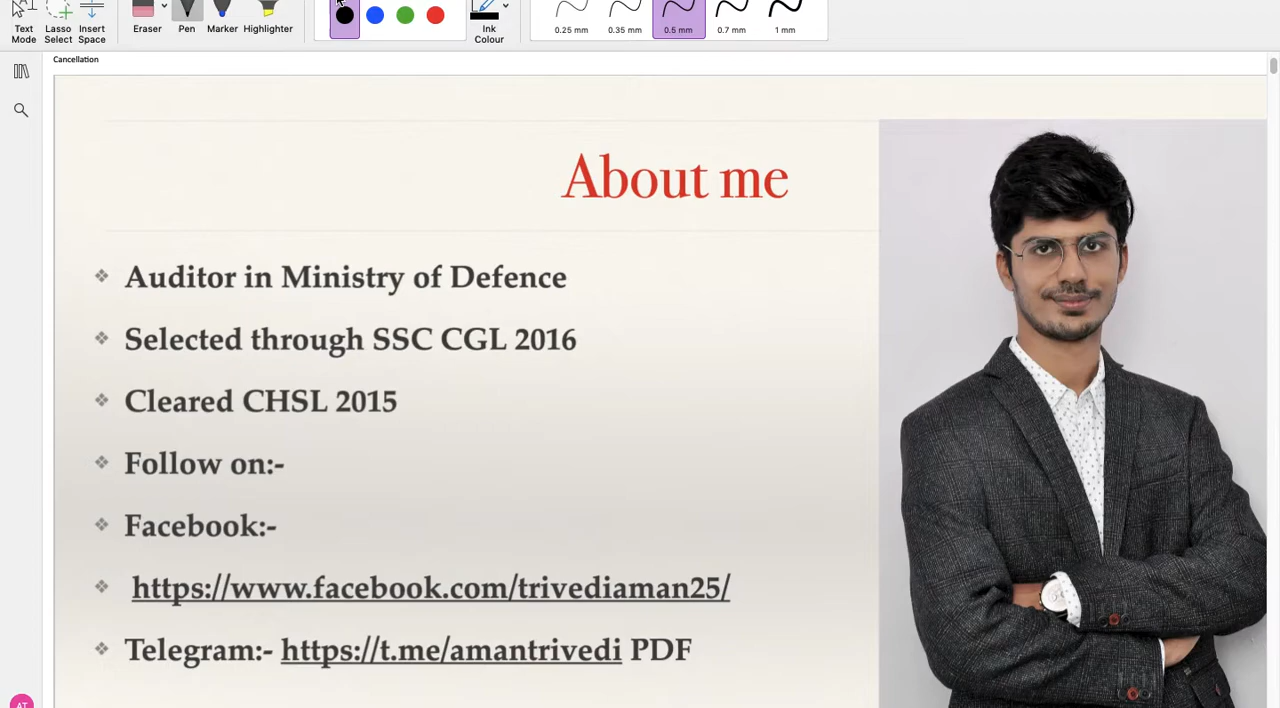 Text Mode
Lasso Select
Insert Space
Eraser
Pen
Marker
Highlighter
Ink Colour
0.25 mm
0.35 mm
0.5 mm
0.7 mm
1 mm
Cancellation
About me
Auditor in Ministry of Defence
Selected through SSC CGL 2016
Cleared CHSL 2015
Follow on:-
Facebook:-
https://www.facebook.com/trivediaman25/
Telegram:- https://t.me/amantrivedi PDF
AT